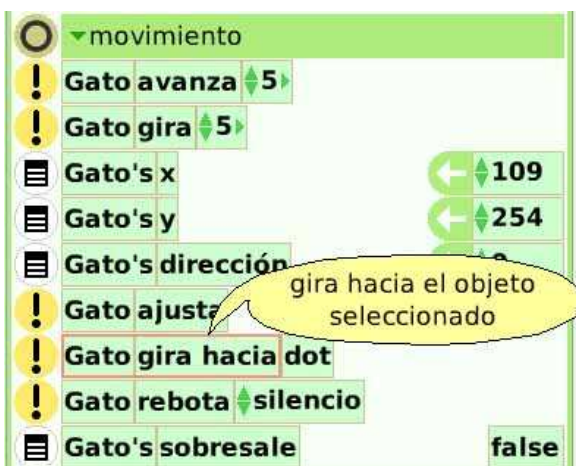 movimiento
Gato avanza 5
Gato gira 5
Gato's x 109
Gato's y 254
Gato's dirección
gira hacia el objeto
seleccionado
Gato ajusta
Gato gira hacia dot
Gato rebota silencio
Gato's sobresale false